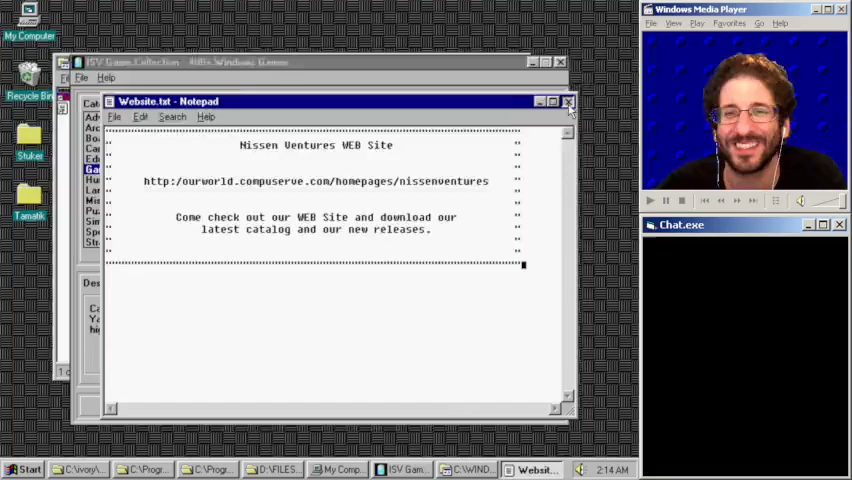 My Computer
Recycle Bin
Stuker
Tamatik
ISV Game Collection
Windows Games
File Help
Website.txt - Notepad
File Edit Search Help
Nissen Ventures WEB Site
http:/ourworld.compuserve.com/homepages/nissenventures
Come check out our WEB Site and download our
latest catalog and our new releases.
Windows Media Player
File View Play Favorites Go Help
Chat.exe
Start
C:\ivory\
C:\Progr...
C:\Progr...
D:\FILES...
My Comp...
ISV Gam...
C:\WIND...
Websit...
2:14 AM